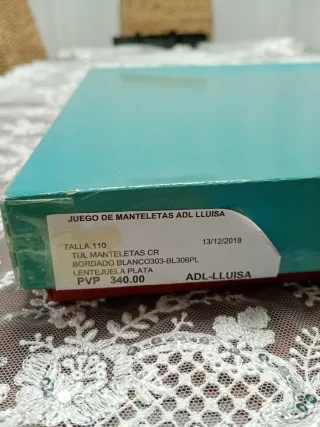 JUEGO DE MANTELETAS ADL LLUISA
TALLA.110 13/12/2018
TUL MANTELETAS CR
BORDADO BLANCO303-BL306PL
LENTEJUELA PLATA
PVP 340.00 ADL-LLUISA